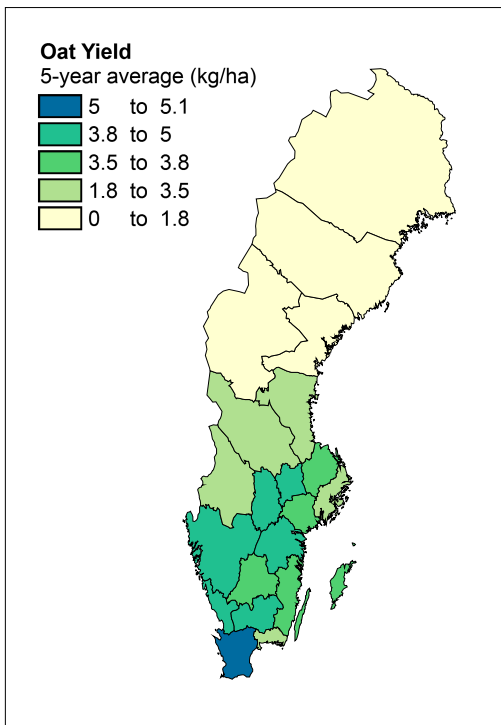 Oat Yield
5-year average (kg/ha)
5 to 5.1
3.8 to 5
3.5 to 3.8
1.8 to 3.5
0 to 1.8